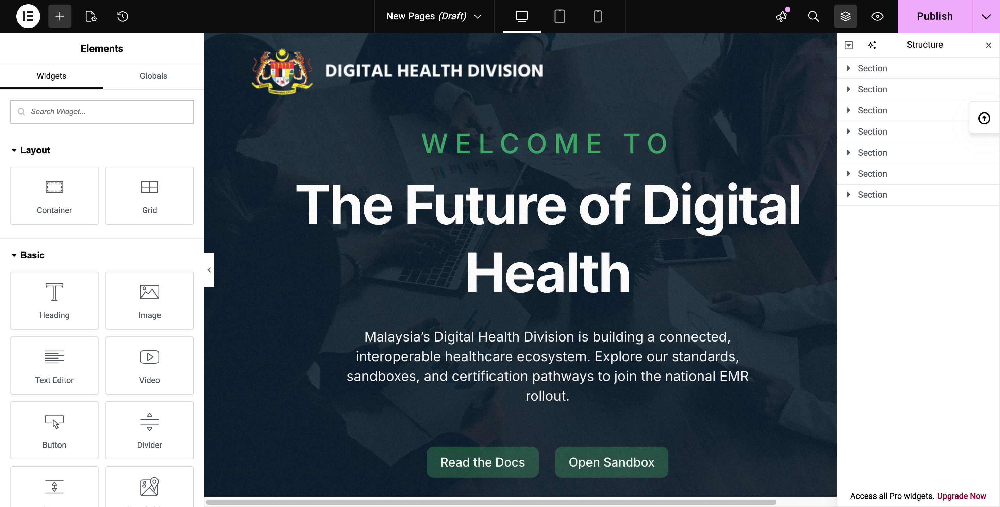 New Pages (Draft)
Publish
Elements
Widgets
Globals
Search Widget...
Layout
Container
Grid
Basic
Heading
Image
Text Editor
Video
Button
Divider
DIGITAL HEALTH DIVISION
WELCOME TO
The Future of Digital
Health
Malaysia’s Digital Health Division is building a connected,
interoperable healthcare ecosystem. Explore our standards,
sandboxes, and certification pathways to join the national EMR
rollout.
Read the Docs
Open Sandbox
Structure
Section
Section
Section
Section
Section
Section
Section
Access all Pro widgets. Upgrade Now